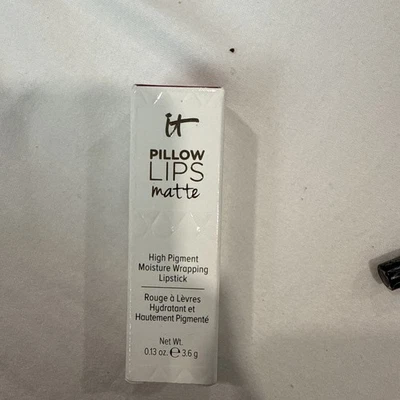 it
PILLOW
LIPS
matte
High Pigment
Moisture Wrapping
Lipstick
Rouge à Lèvres
Hydratant et
Hautement Pigmenté
Net Wt.
0.13 oz. ℮ 3.6 g